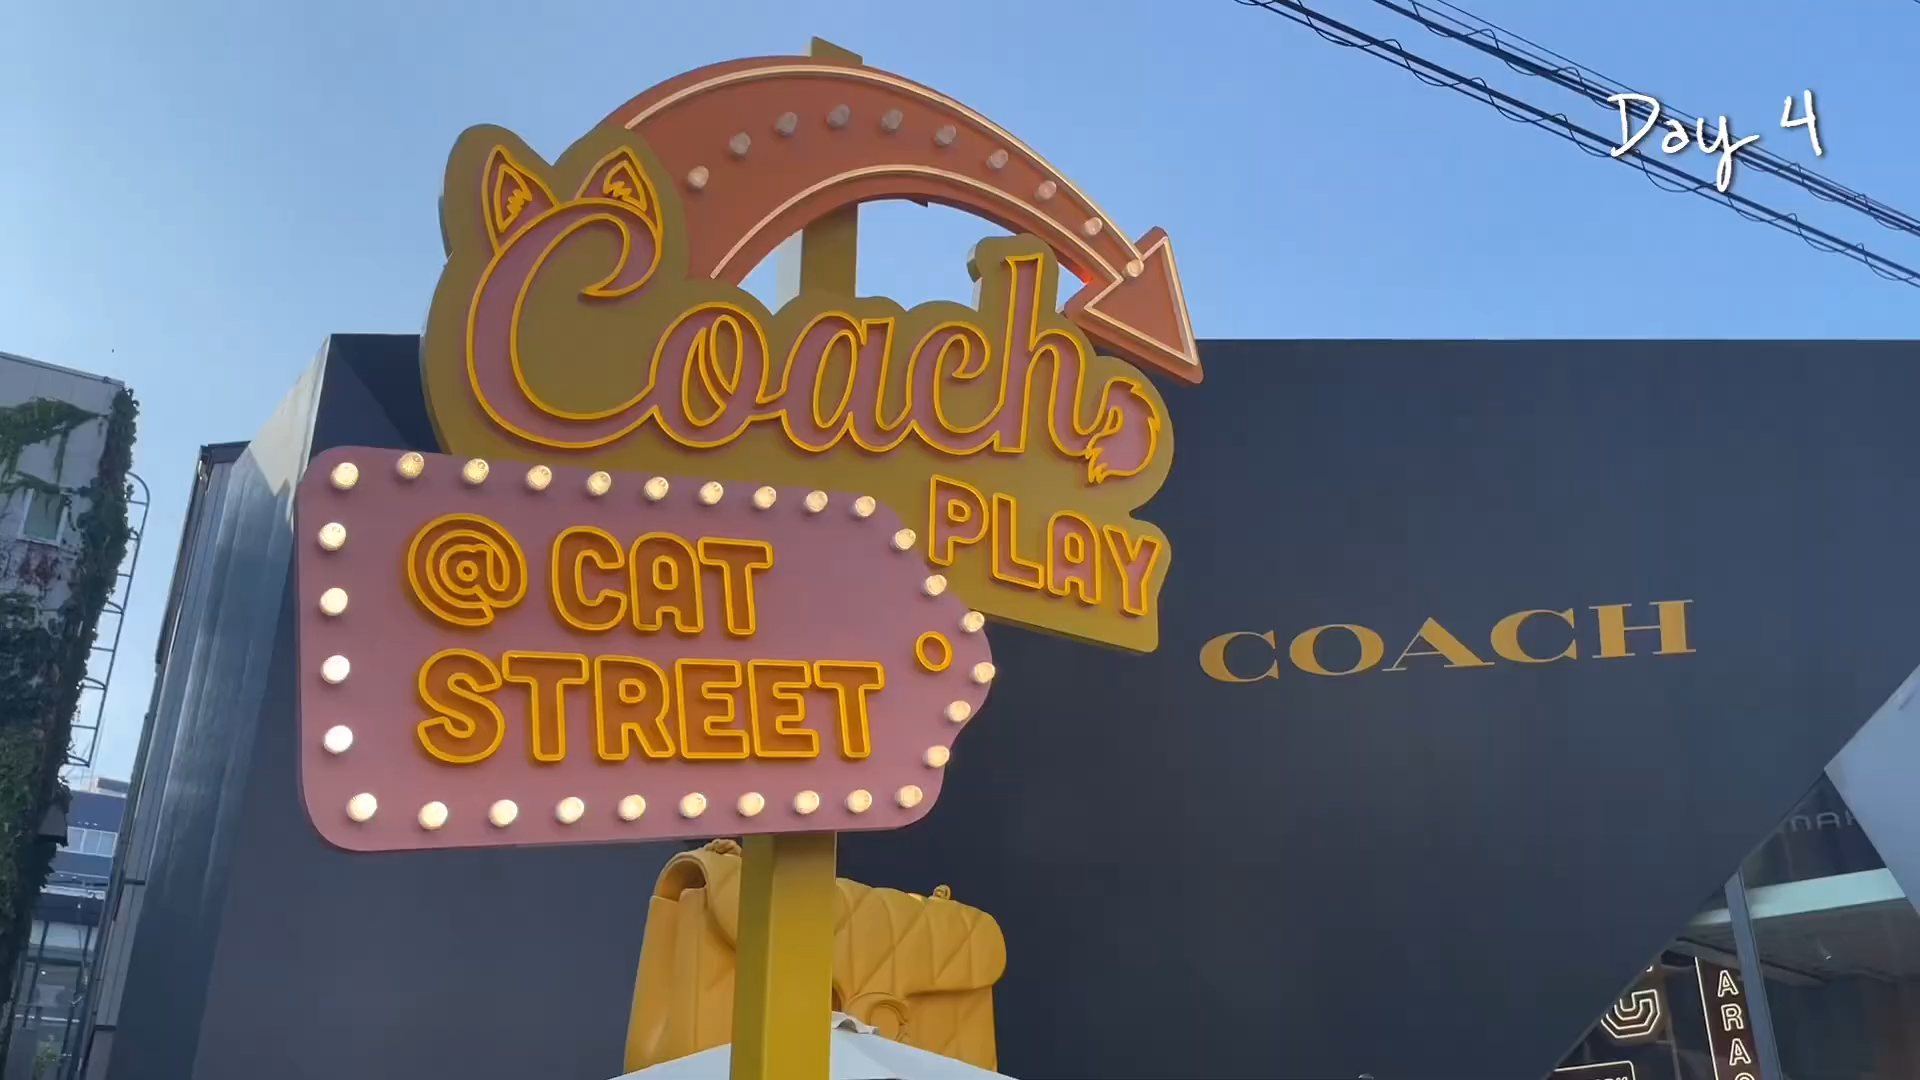 Day 4
Coach
PLAY
@ CAT
STREET
COACH